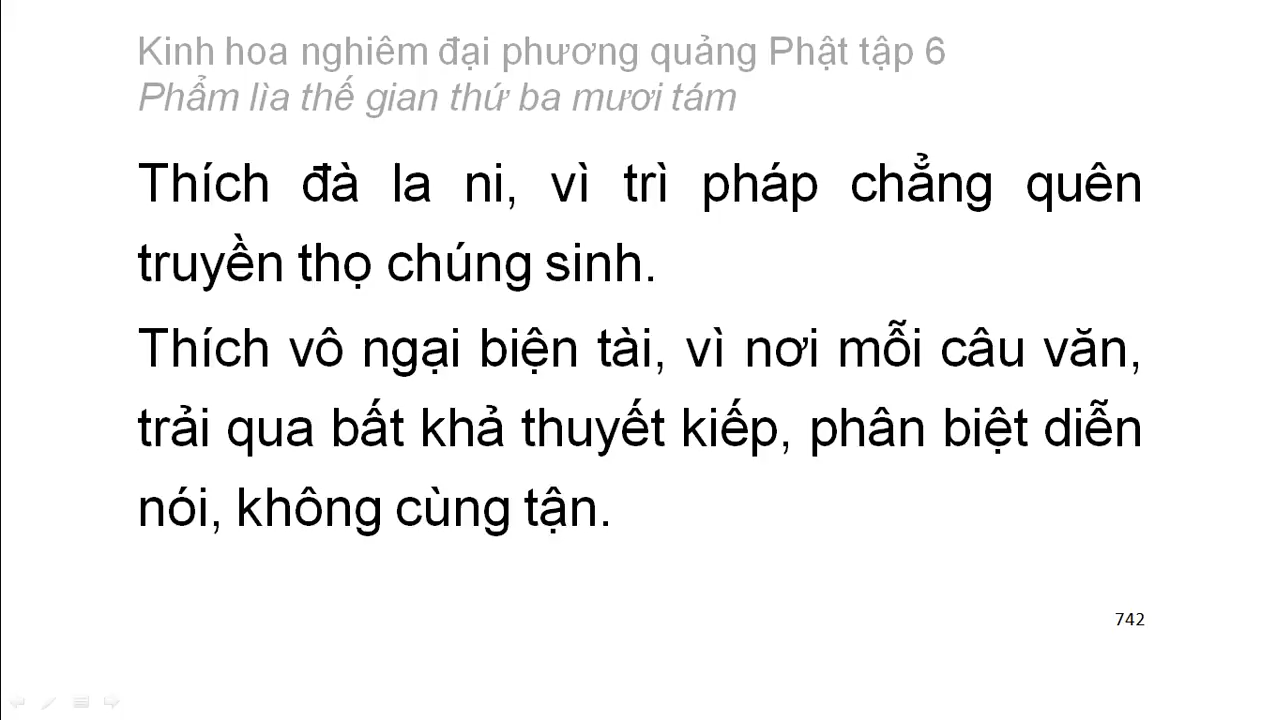 Kinh hoa nghiêm đại phương quảng Phật tập 6
Phẩm lìa thế gian thứ ba mươi tám
Thích đà la ni, vì trì pháp chẳng quên
truyền thọ chúng sinh.
Thích vô ngại biện tài, vì nơi mỗi câu văn,
trải qua bất khả thuyết kiếp, phân biệt diễn
nói, không cùng tận.
742